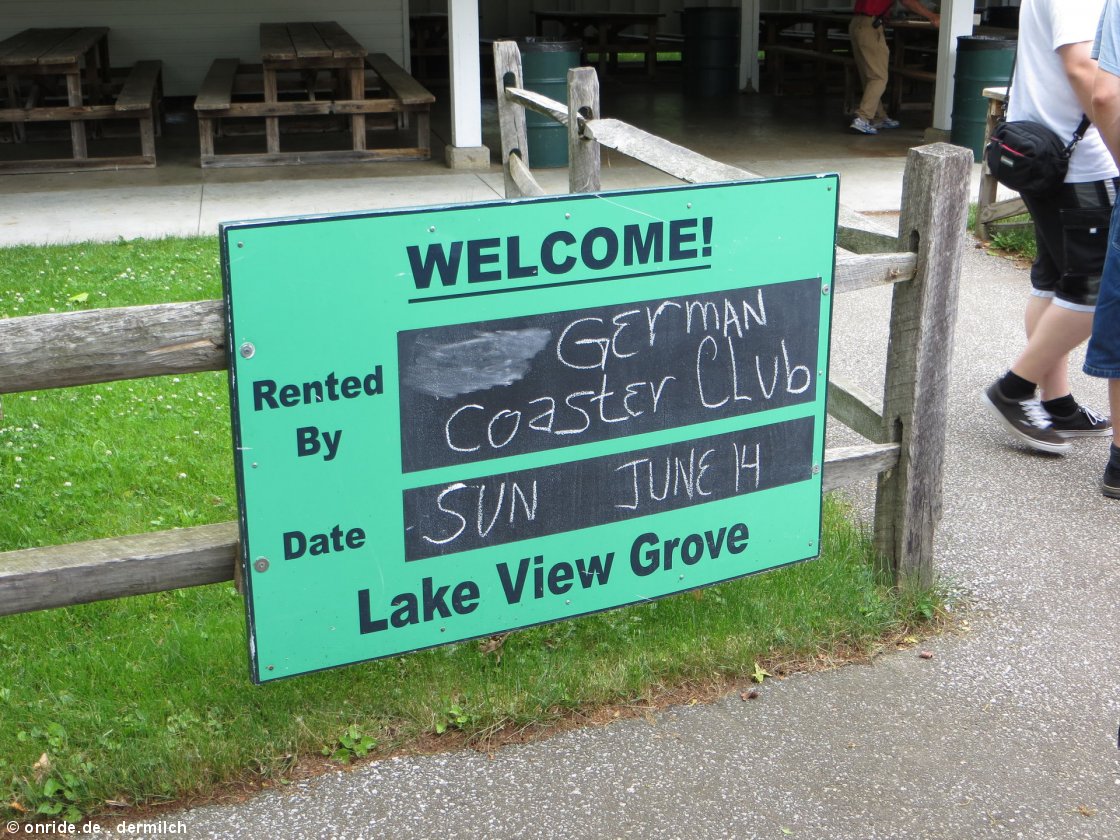 WELCOME!
Rented By
GErmAN
CoastEr CLub
Date
SUN JUNE 14
Lake View Grove
© onride.de . dermilch